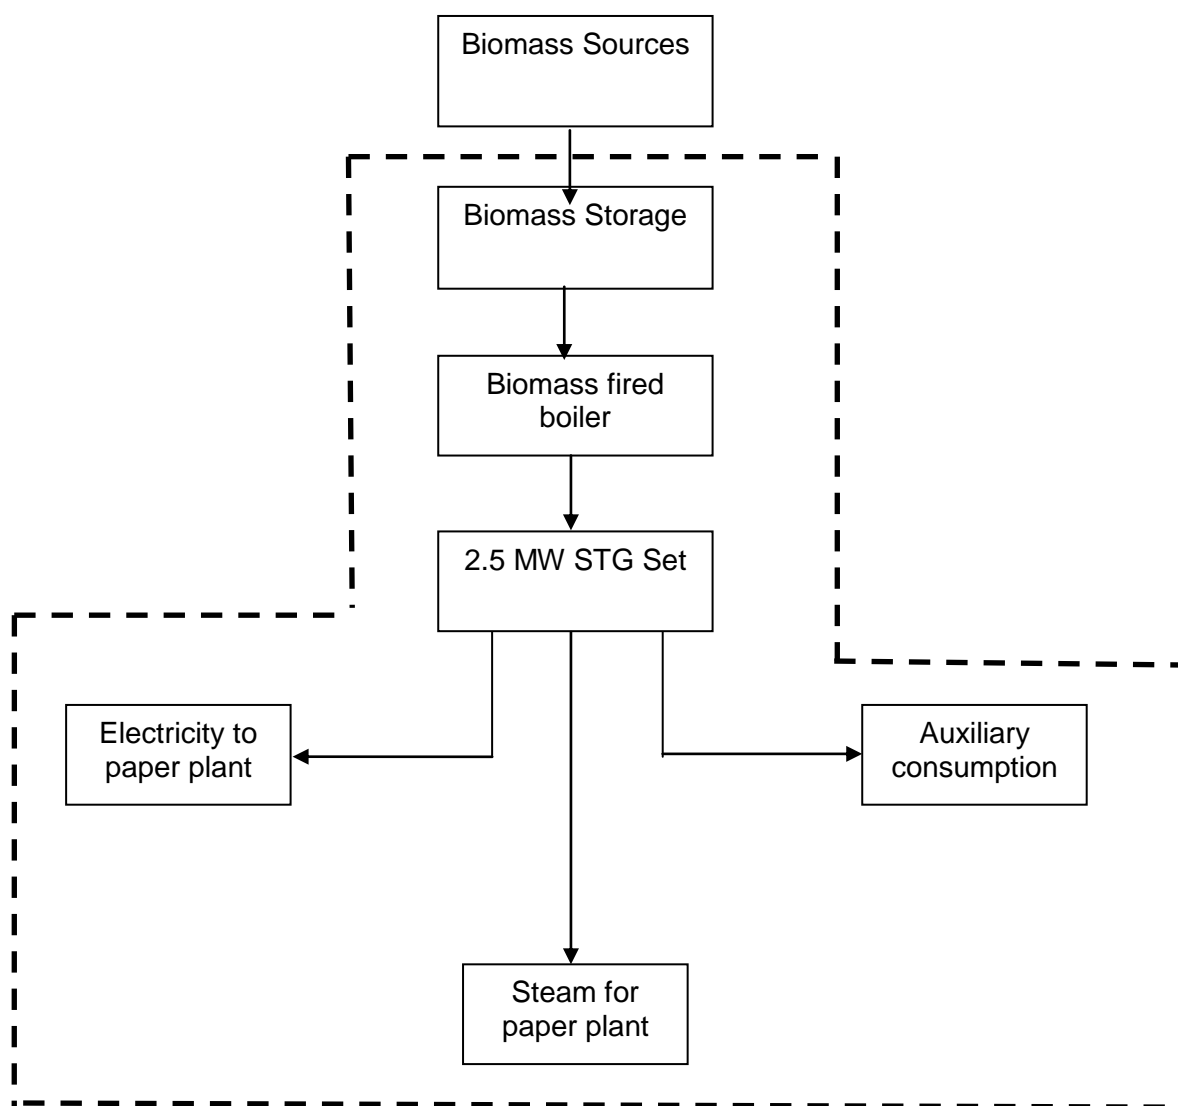 Biomass Sources
Biomass Storage
Biomass fired
boiler
2.5 MW STG Set
Electricity to
paper plant
Auxiliary
consumption
Steam for
paper plant